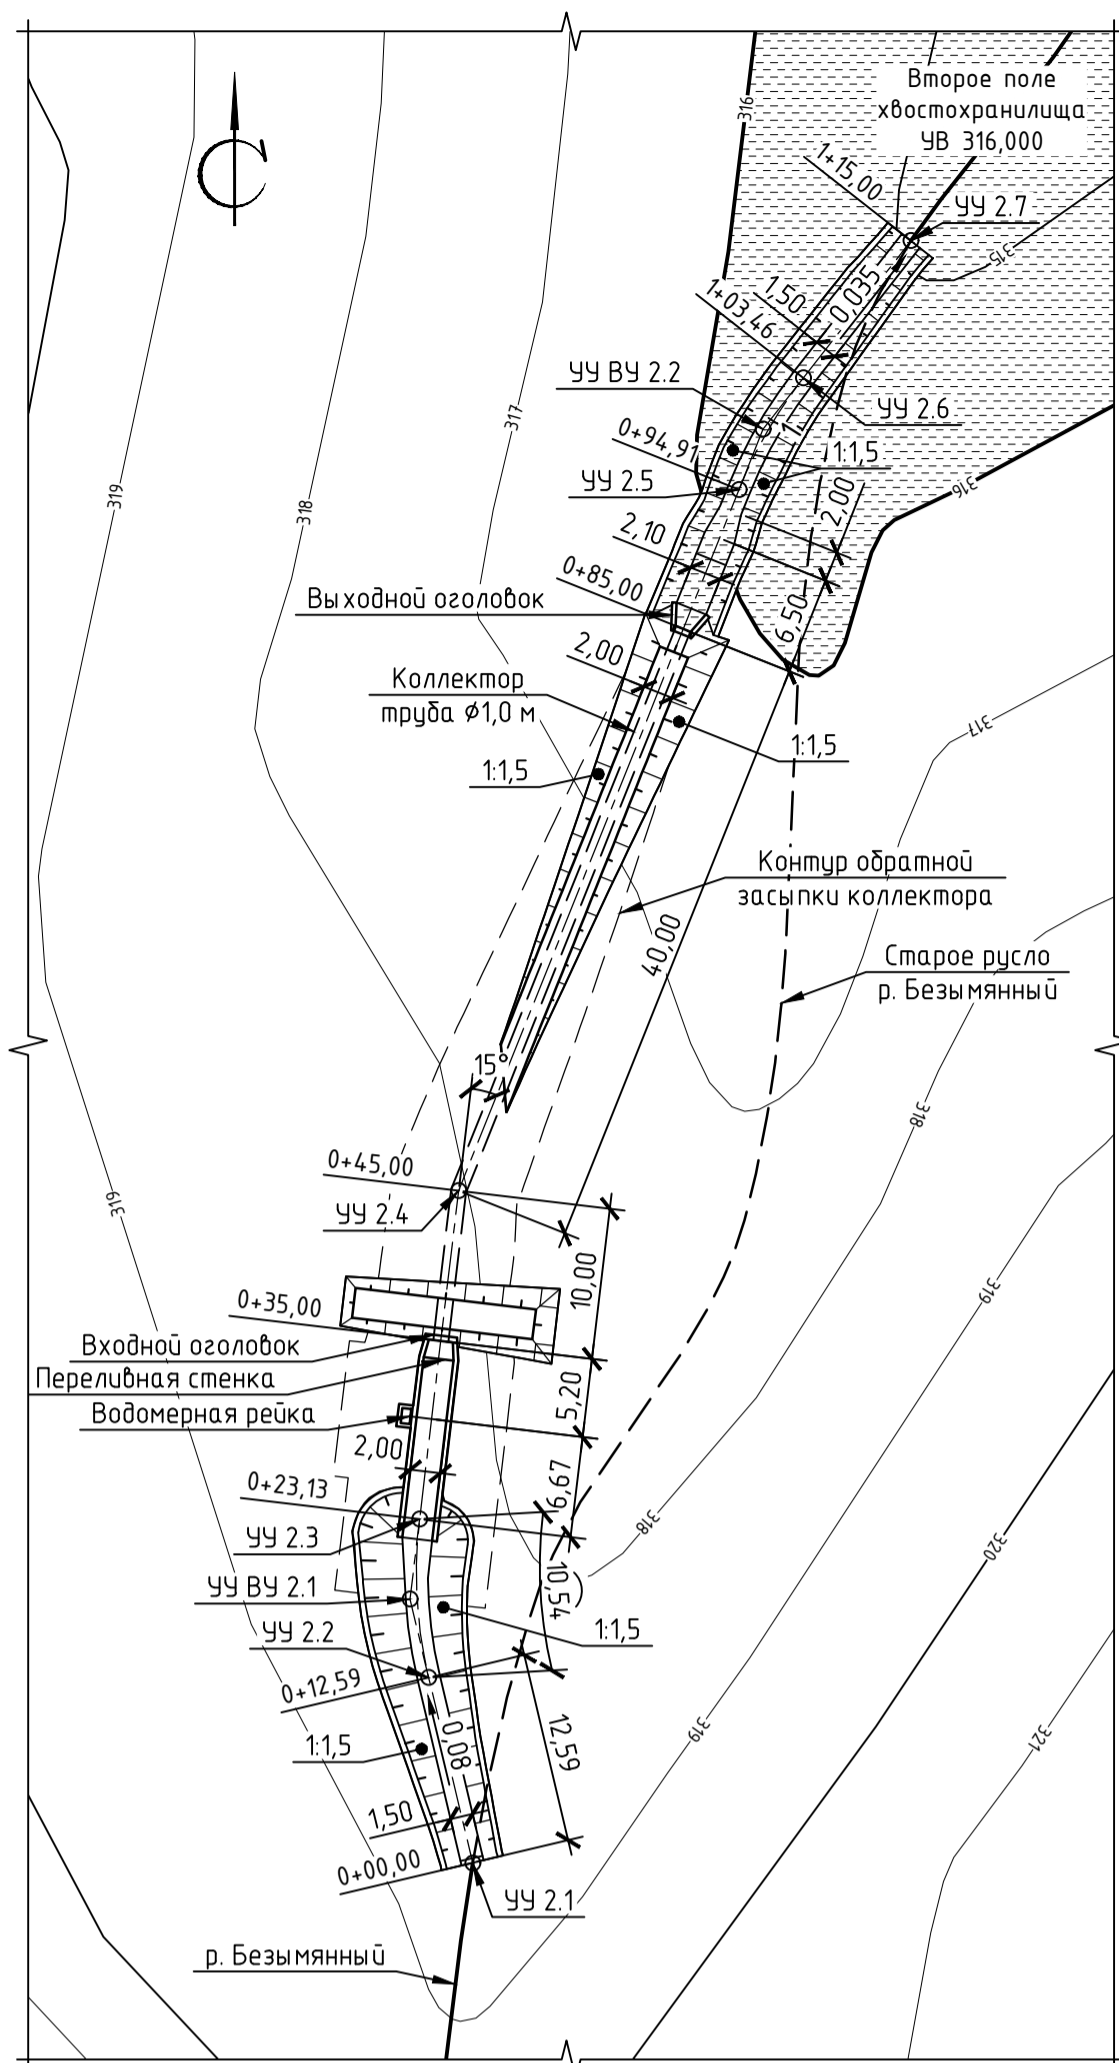 Второе поле
хвостохранилища
УВ 316,000
316
1+15,00
УУ 2.7
315
0,035
1,50
1+03,46
УУ ВУ 2.2
УУ 2.6
317
0+94,91
1:1,5
УУ 2.5
316
2,00
319
318
2,10
0+85,00
Выходной оголовок
6,50
2,00
Коллектор
труба ϕ1,0 м
317
1:1,5
1:1,5
Контур обратной
засыпки коллектора
40,00
Старое русло
р. Безымянный
15°
318
0+45,00
319
УУ 2.4
10,00
319
0+35,00
Входной оголовок
Переливная стенка
5,20
Водомерная рейка
2,00
0+23,13
6,67
318
УУ 2.3
320
10,54
УУ ВУ 2.1
1:1,5
УУ 2.2
0+12,59
0,08
12,59
319
321
1:1,5
1,50
0+00,00
УУ 2.1
р. Безымянный